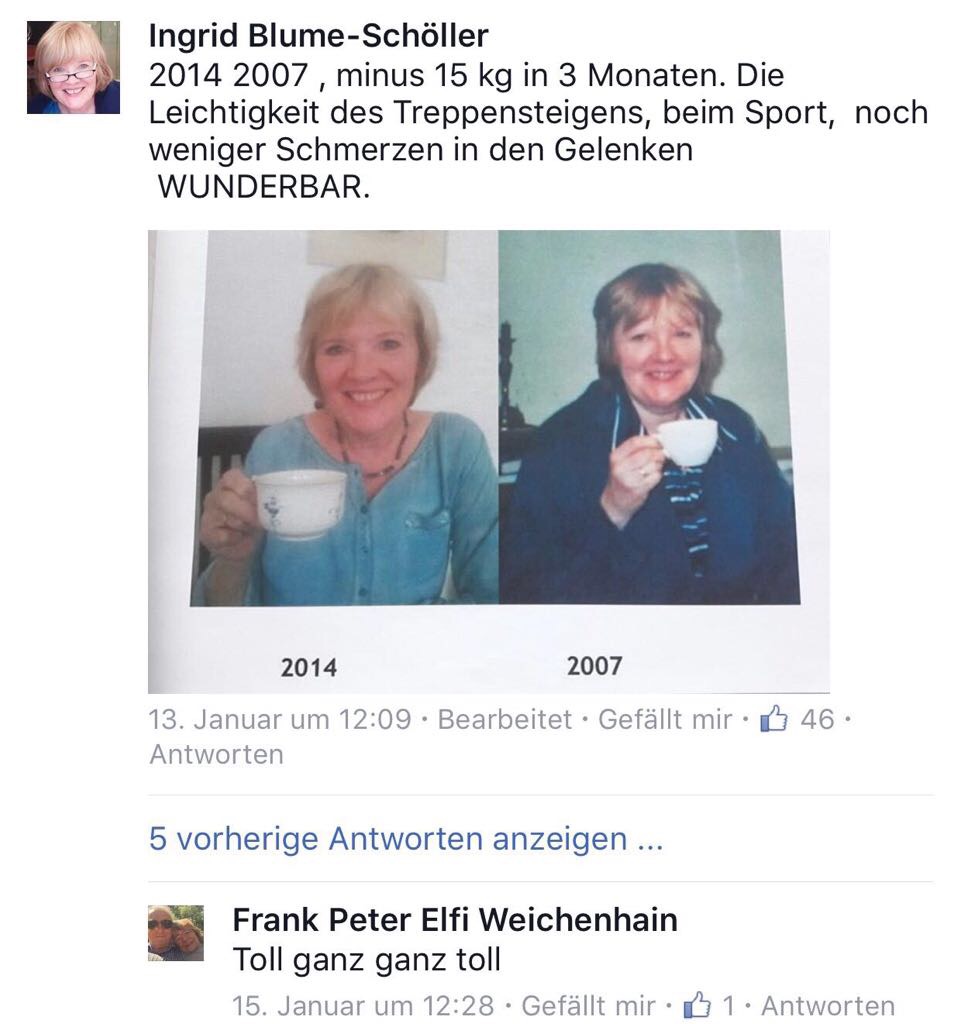 Ingrid Blume-Schöller
2014 2007 , minus 15 kg in 3 Monaten. Die
Leichtigkeit des Treppensteigens, beim Sport,  noch
weniger Schmerzen in den Gelenken
WUNDERBAR.
2014
2007
13. Januar um 12:09 · Bearbeitet · Gefällt mir · 46 ·
Antworten
5 vorherige Antworten anzeigen ...
Frank Peter Elfi Weichenhain
Toll ganz ganz toll
15. Januar um 12:28 · Gefällt mir · 1 · Antworten